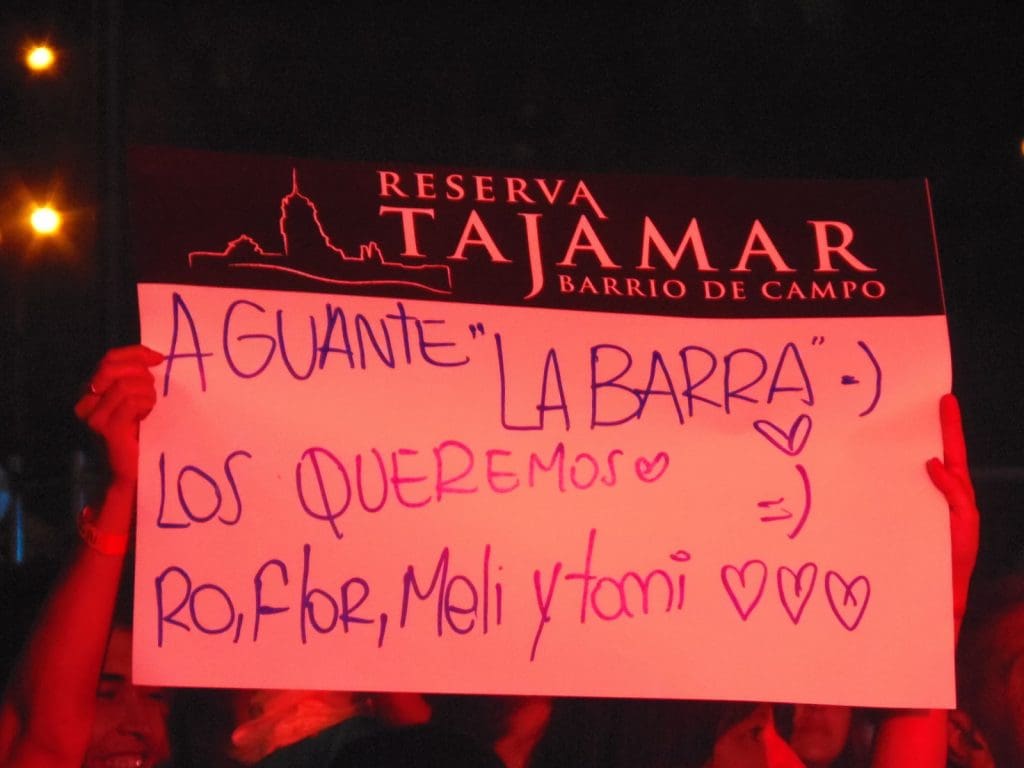 RESERVA
TAJAMAR
BARRIO DE CAMPO
AGUANTE "LA BARRA" :-)
LOS QUEREMOS ♥
=)
RO, Flor, Meli y tami ♡♡♡